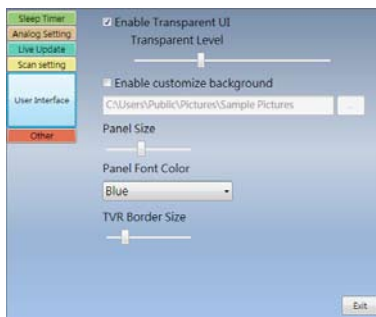 Sleep Timer
Analog Setting
Live Update
Scan setting
User Interface
Other
Enable Transparent UI
Transparent Level
Enable customize background
C:\Users\Public\Pictures\Sample Pictures
...
Panel Size
Panel Font Color
Blue
TVR Border Size
Exit